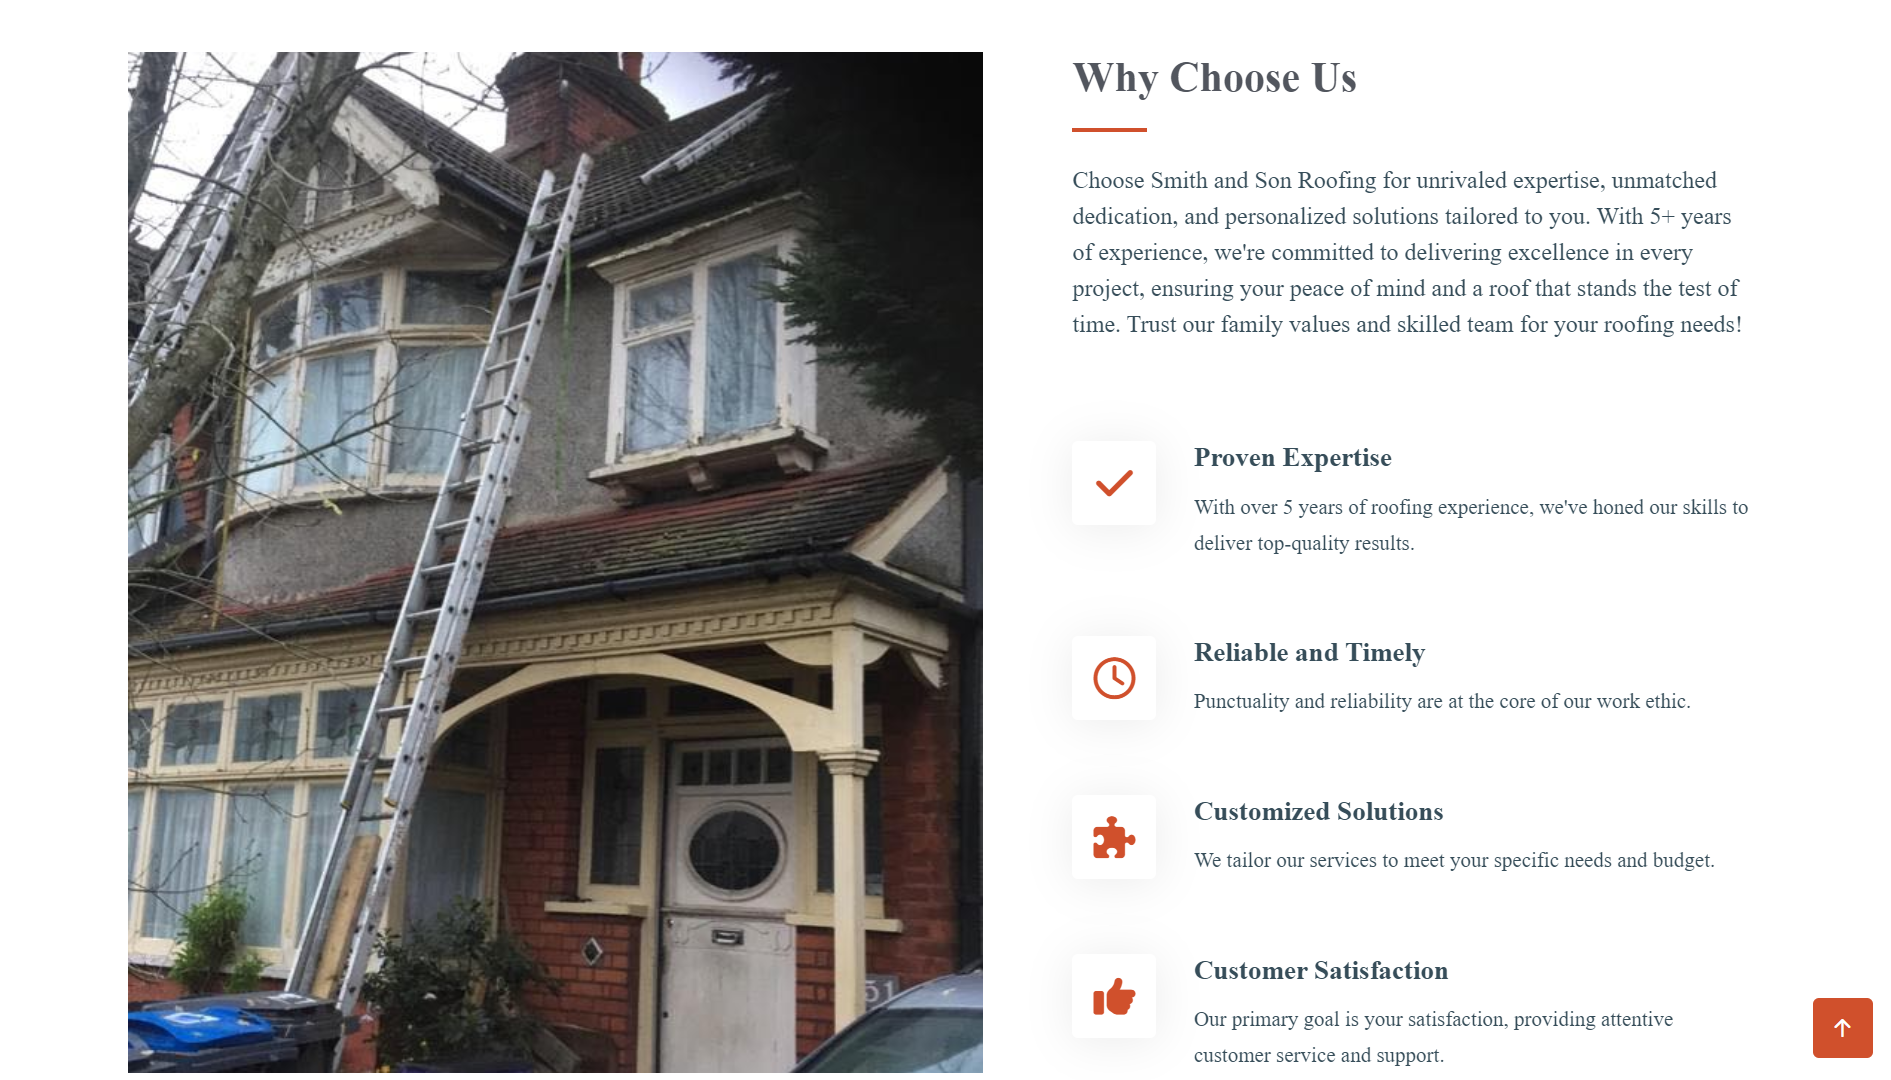 Why Choose Us
Choose Smith and Son Roofing for unrivaled expertise, unmatched
dedication, and personalized solutions tailored to you. With 5+ years
of experience, we're committed to delivering excellence in every
project, ensuring your peace of mind and a roof that stands the test of
time. Trust our family values and skilled team for your roofing needs!
Proven Expertise
With over 5 years of roofing experience, we've honed our skills to
deliver top-quality results.
Reliable and Timely
Punctuality and reliability are at the core of our work ethic.
Customized Solutions
We tailor our services to meet your specific needs and budget.
Customer Satisfaction
Our primary goal is your satisfaction, providing attentive
customer service and support.
51